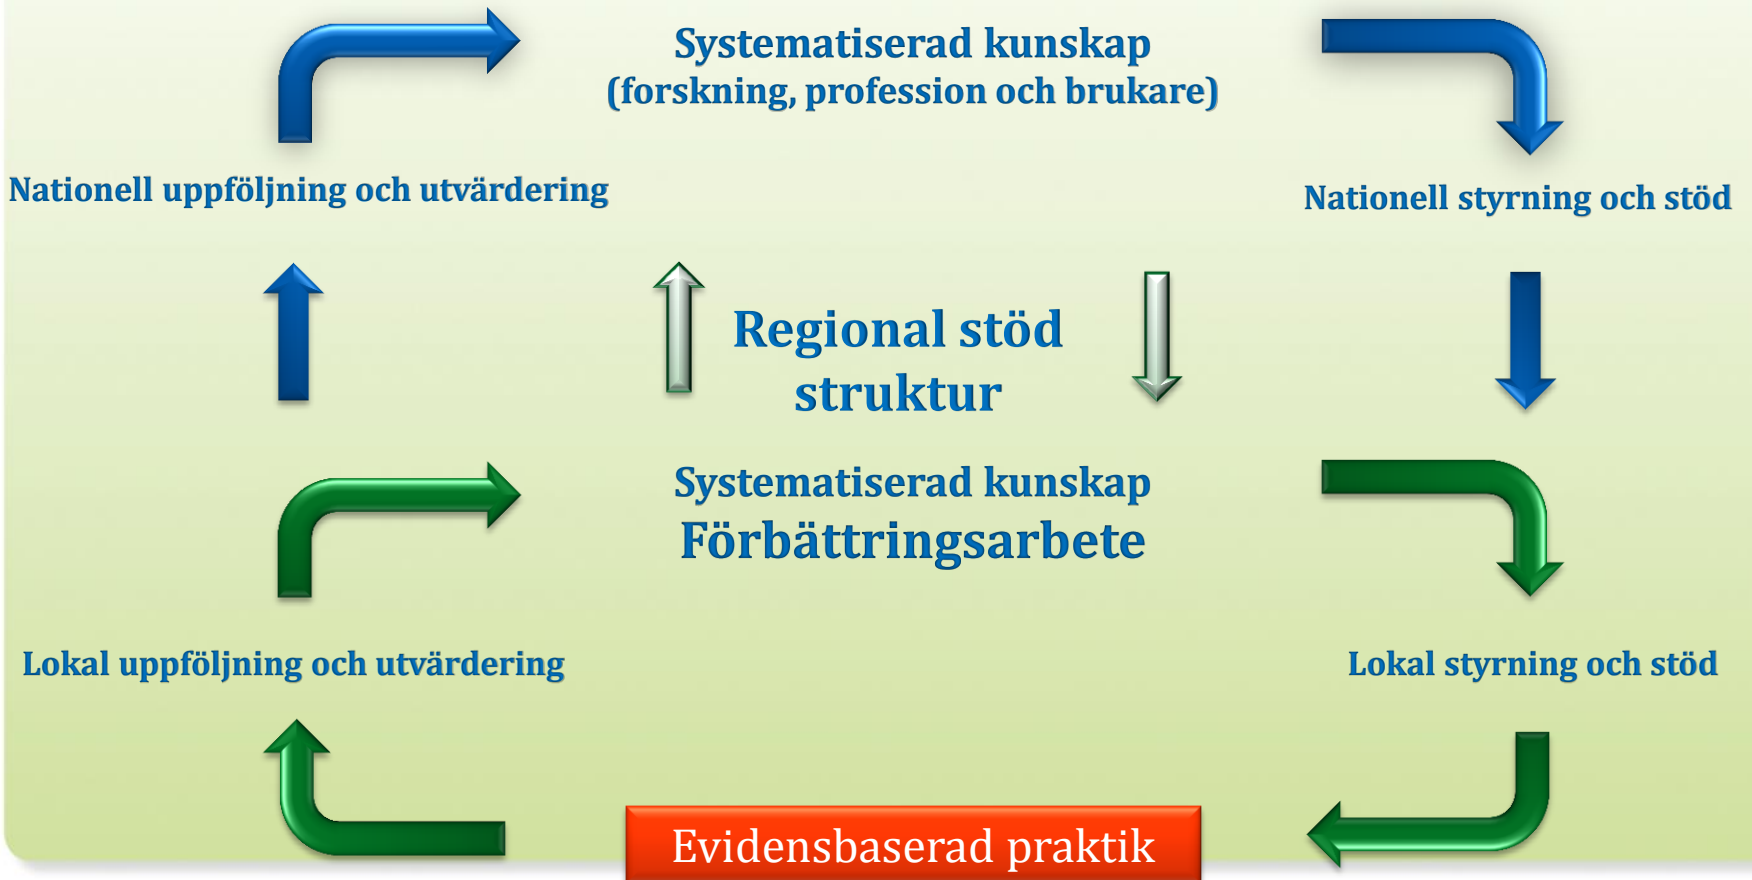 Systematiserad kunskap
(forskning, profession och brukare)
Nationell uppföljning och utvärdering
Nationell styrning och stöd
Regional stöd
struktur
Systematiserad kunskap
Förbättringsarbete
Lokal uppföljning och utvärdering
Lokal styrning och stöd
Evidensbaserad praktik